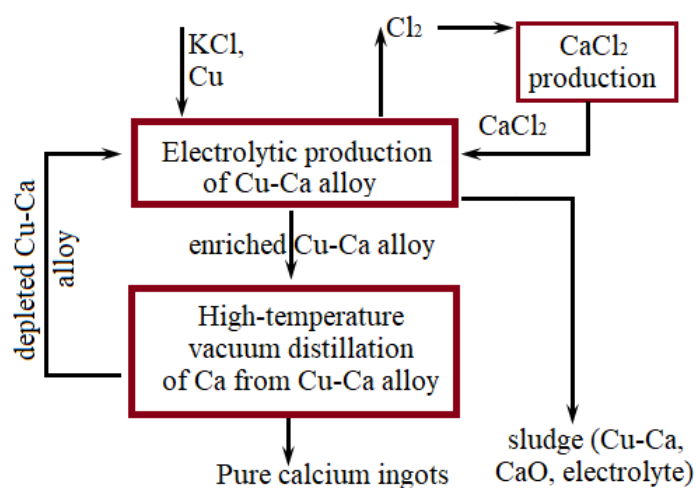 KCl,
Cu
Cl₂
CaCl₂
production
CaCl₂
Electrolytic production
of Cu-Ca alloy
depleted Cu-Ca
alloy
enriched Cu-Ca alloy
High-temperature
vacuum distillation
of Ca from Cu-Ca alloy
sludge (Cu-Ca,
CaO, electrolyte)
Pure calcium ingots